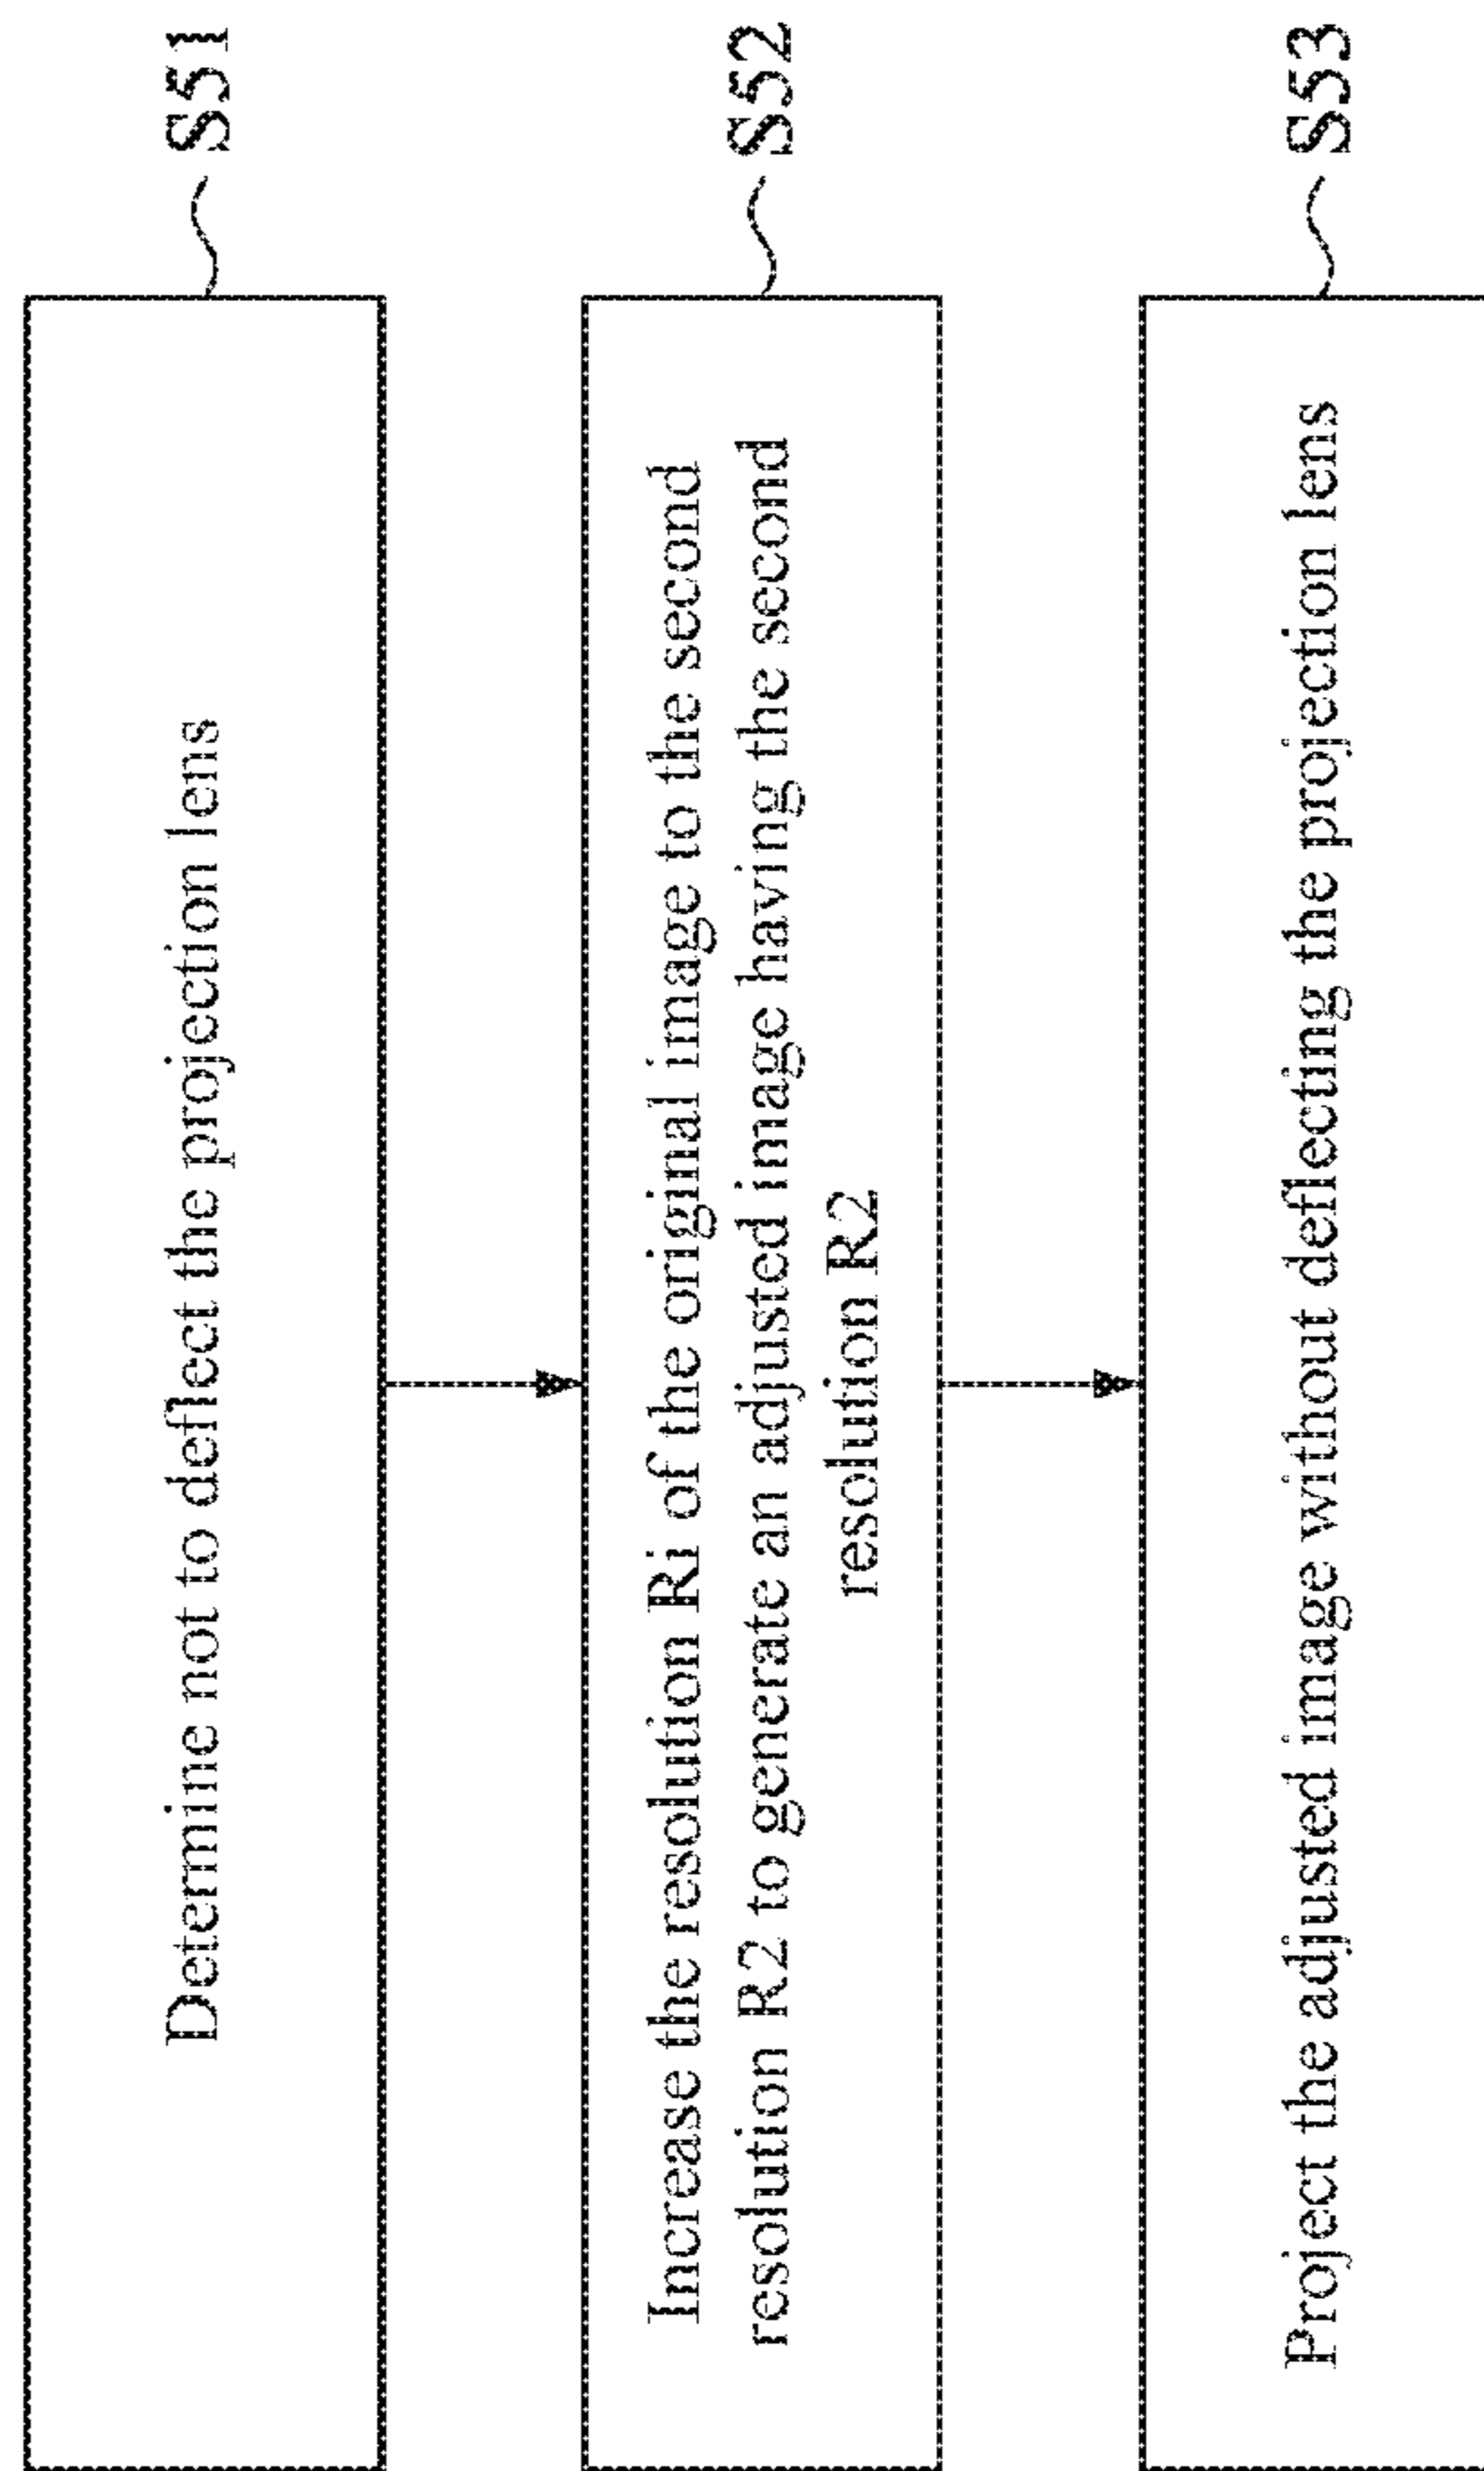 Determine not to deflect the projection lens
S51
Increase the resolution Ri of the original image to the second
resolution R2 to generate an adjusted image having the second
resolution R2
S52
Project the adjusted image without deflecting the projection lens
S53